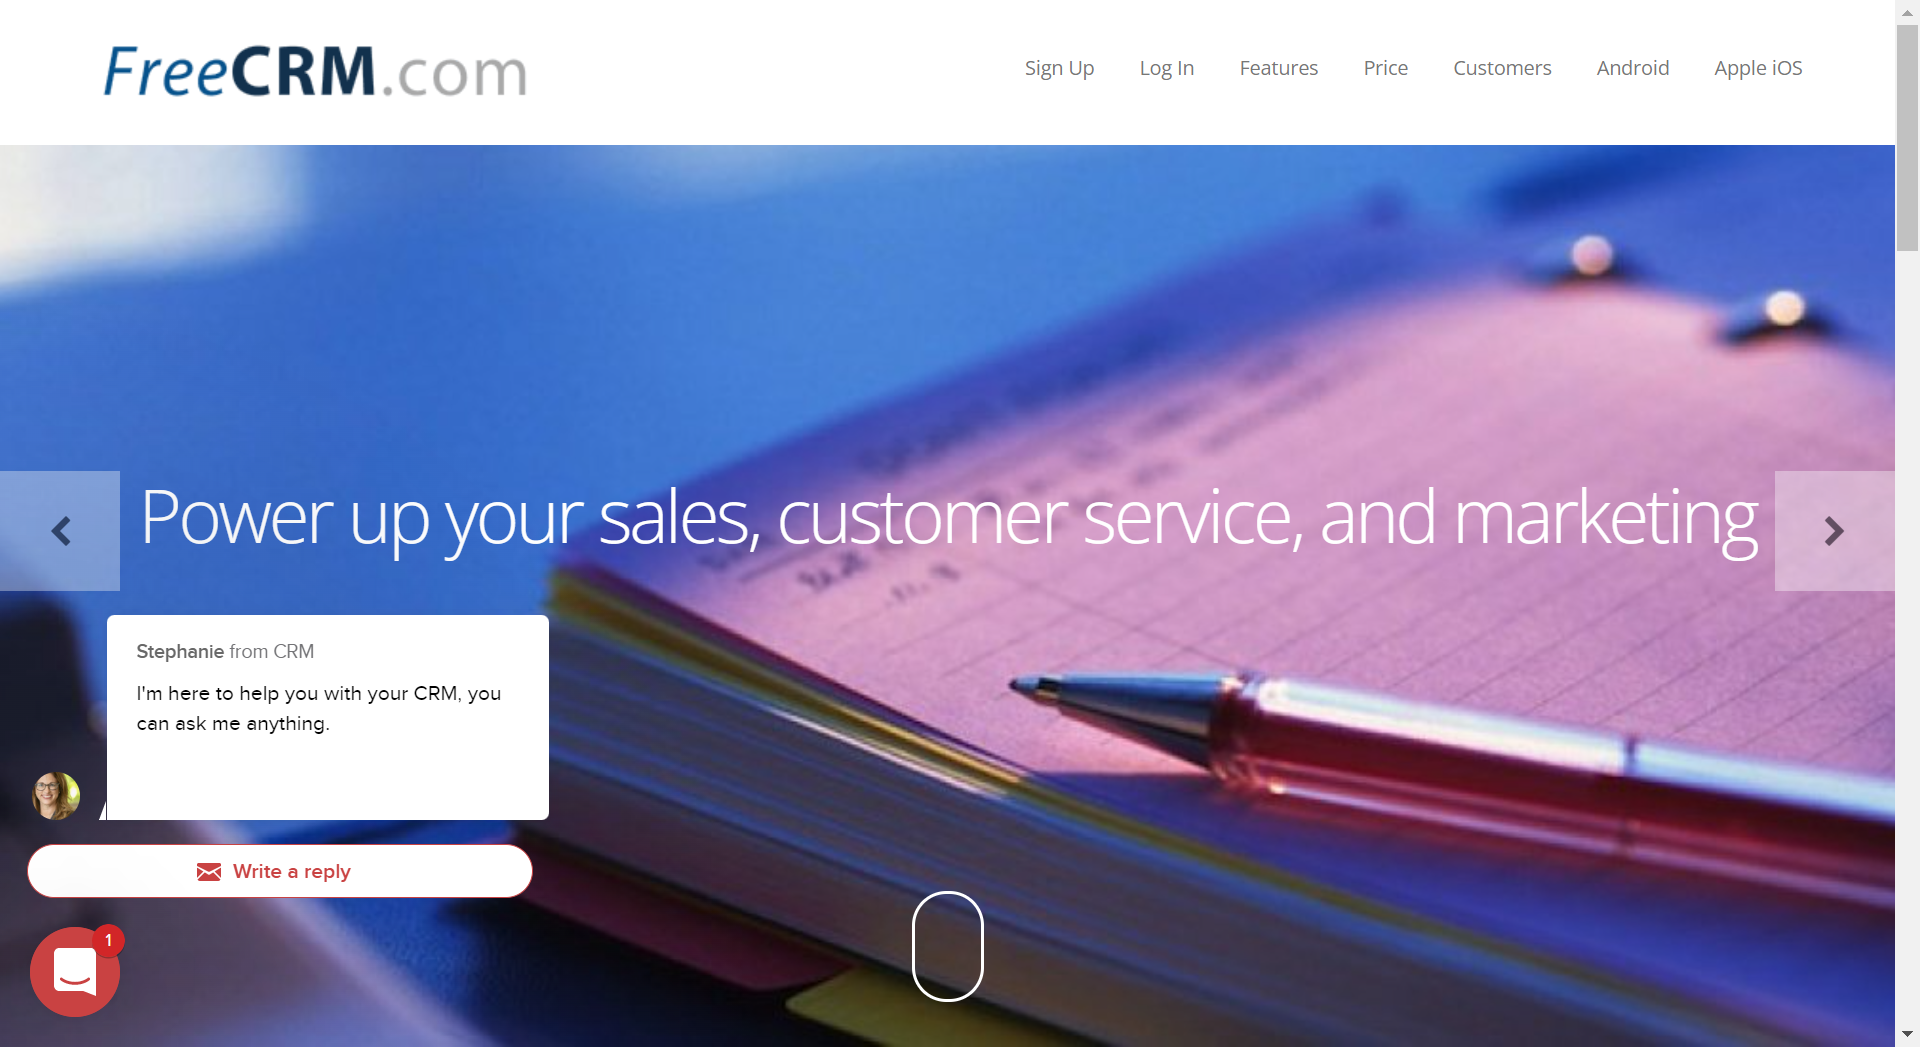 FreeCRM.com
Sign Up Log In Features Price Customers Android Apple iOS
Power up your sales, customer service, and marketing
Stephanie from CRM
I'm here to help you with your CRM, you
can ask me anything.
Write a reply
1